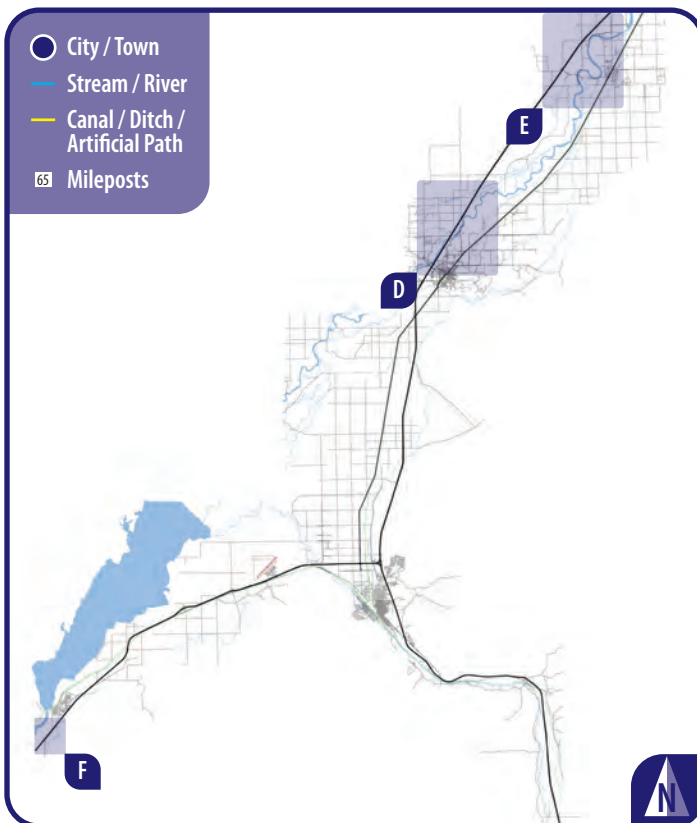 City / Town
Stream / River
Canal / Ditch /
Artificial Path
65 Mileposts
E
D
F
N